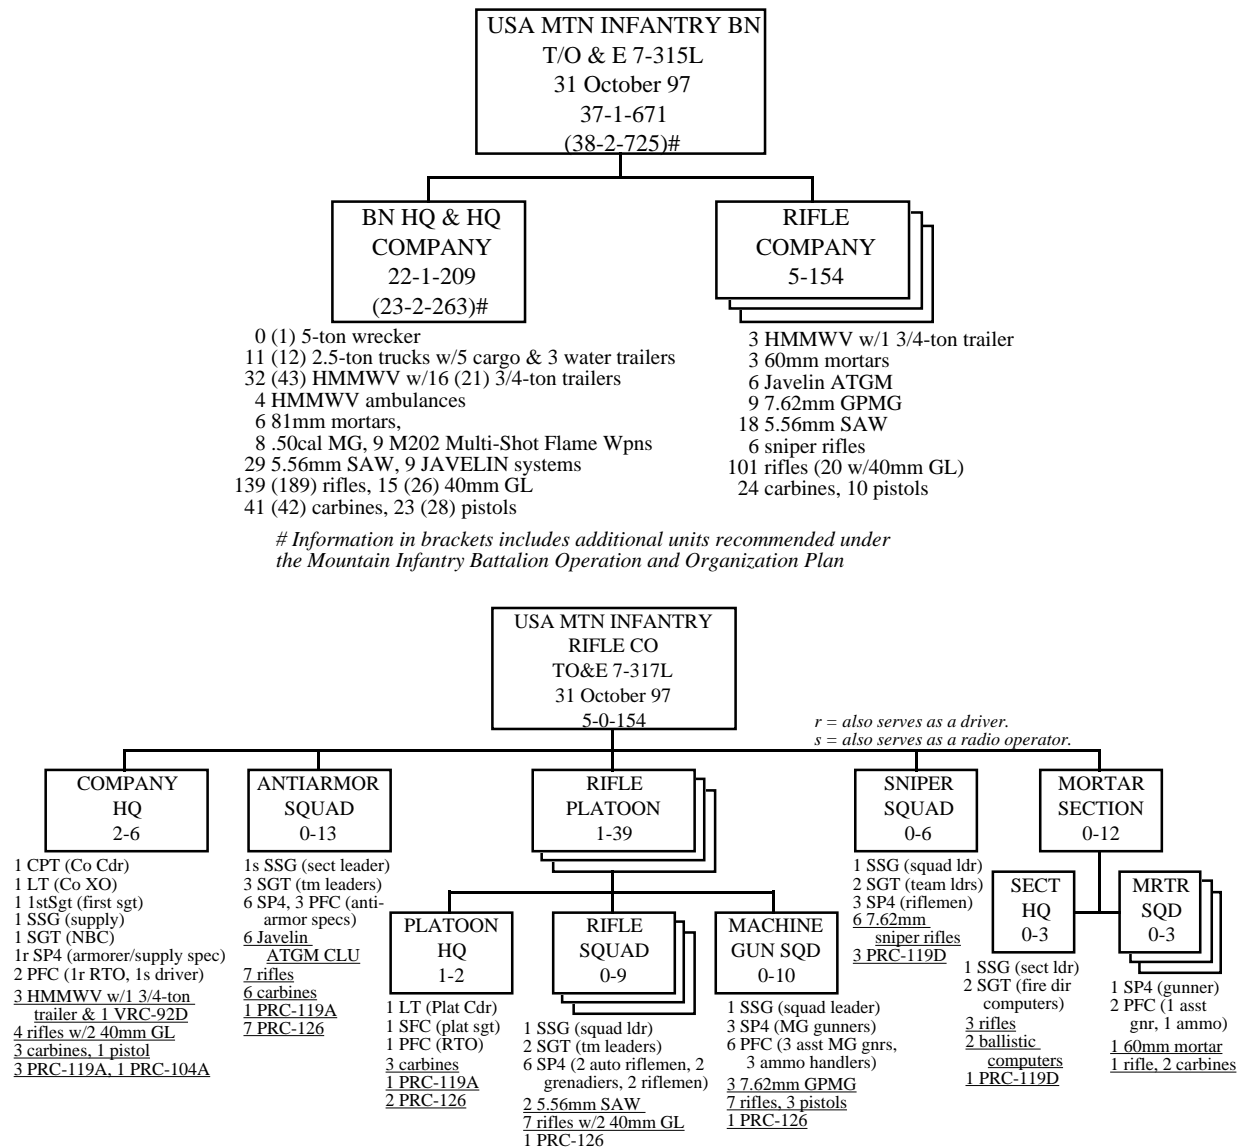 USA MTN INFANTRY BN
T/O & E 7-315L
31 October 97
37-1-671
(38-2-725)#
BN HQ & HQ
COMPANY
22-1-209
(23-2-263)#
0 (1) 5-ton wrecker
11 (12) 2.5-ton trucks w/5 cargo & 3 water trailers
32 (43) HMMWV w/16 (21) 3/4-ton trailers
4 HMMWV ambulances
6 81mm mortars,
8 .50cal MG, 9 M202 Multi-Shot Flame Wpns
29 5.56mm SAW, 9 JAVELIN systems
139 (189) rifles, 15 (26) 40mm GL
41 (42) carbines, 23 (28) pistols
RIFLE
COMPANY
5-154
3 HMMWV w/1 3/4-ton trailer
3 60mm mortars
6 Javelin ATGM
9 7.62mm GPMG
18 5.56mm SAW
6 sniper rifles
101 rifles (20 w/40mm GL)
24 carbines, 10 pistols
# Information in brackets includes additional units recommended under
the Mountain Infantry Battalion Operation and Organization Plan
USA MTN INFANTRY
RIFLE CO
TO&E 7-317L
31 October 97
5-0-154
r = also serves as a driver.
s = also serves as a radio operator.
COMPANY
HQ
2-6
1 CPT (Co Cdr)
1 LT (Co XO)
1 1stSgt (first sgt)
1 SSG (supply)
1 SGT (NBC)
1r SP4 (armorer/supply spec)
2 PFC (1r RTO, 1s driver)
3 HMMWV w/1 3/4-ton
trailer & 1 VRC-92D
4 rifles w/2 40mm GL
3 carbines, 1 pistol
3 PRC-119A, 1 PRC-104A
ANTIARMOR
SQUAD
0-13
1s SSG (sect leader)
3 SGT (tm leaders)
6 SP4, 3 PFC (anti-
armor specs)
6 Javelin
ATGM CLU
7 rifles
6 carbines
1 PRC-119A
7 PRC-126
RIFLE
PLATOON
1-39
PLATOON
HQ
1-2
1 LT (Plat Cdr)
1 SFC (plat sgt)
1 PFC (RTO)
3 carbines
1 PRC-119A
2 PRC-126
RIFLE
SQUAD
0-9
1 SSG (squad ldr)
2 SGT (tm leaders)
6 SP4 (2 auto riflemen, 2
grenadiers, 2 riflemen)
2 5.56mm SAW
7 rifles w/2 40mm GL
1 PRC-126
MACHINE
GUN SQD
0-10
1 SSG (squad leader)
3 SP4 (MG gunners)
6 PFC (3 asst MG gnrs,
3 ammo handlers)
3 7.62mm GPMG
7 rifles, 3 pistols
1 PRC-126
SNIPER
SQUAD
0-6
1 SSG (squad ldr)
2 SGT (team ldrs)
3 SP4 (riflemen)
6 7.62mm
sniper rifles
3 PRC-119D
MORTAR
SECTION
0-12
SECT
HQ
0-3
1 SSG (sect ldr)
2 SGT (fire dir
computers)
3 rifles
2 ballistic
computers
1 PRC-119D
MRTR
SQD
0-3
1 SP4 (gunner)
2 PFC (1 asst
gnr, 1 ammo)
1 60mm mortar
1 rifle, 2 carbines